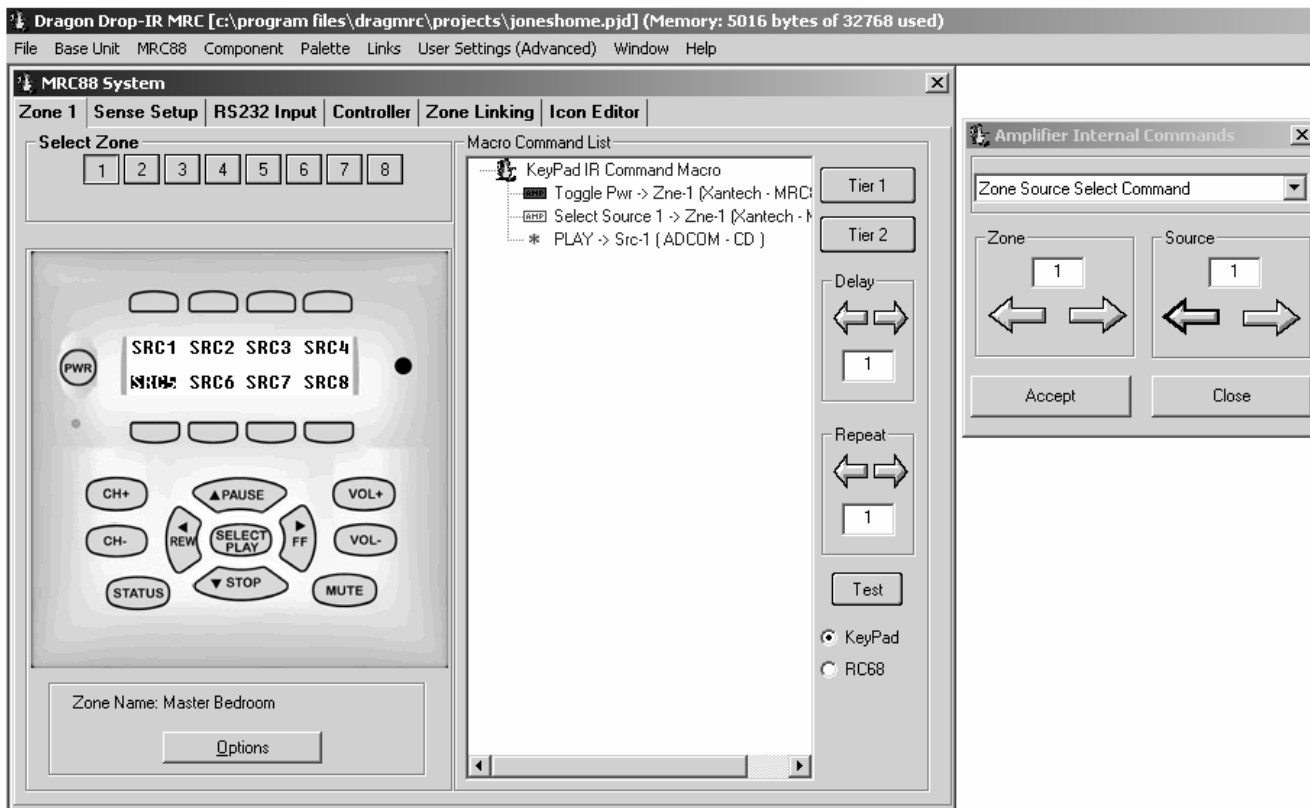 Dragon Drop-IR MRC [c:\program files\dragmrc\projects\joneshome.pjd] (Memory: 5016 bytes of 32768 used)
File Base Unit MRC88 Component Palette Links User Settings (Advanced) Window Help
MRC88 System
Zone 1 Sense Setup RS232 Input Controller Zone Linking Icon Editor
Select Zone
1 2 3 4 5 6 7 8
SRC1 SRC2 SRC3 SRC4
SRC6 SRC7 SRC8
PWR
CH+ PAUSE VOL+
CH- REW SELECT PLAY FF VOL-
STATUS STOP MUTE
Zone Name: Master Bedroom
Options
Macro Command List
KeyPad IR Command Macro
AMP Toggle Pwr -> Zne-1 (Xantech - MRC
AMP Select Source 1 -> Zne-1 (Xantech -
* PLAY -> Src-1 ( ADCOM - CD )
Tier 1
Tier 2
Delay
1
Repeat
1
Test
KeyPad
RC68
Amplifier Internal Commands
Zone Source Select Command
Zone Source
1 1
Accept Close